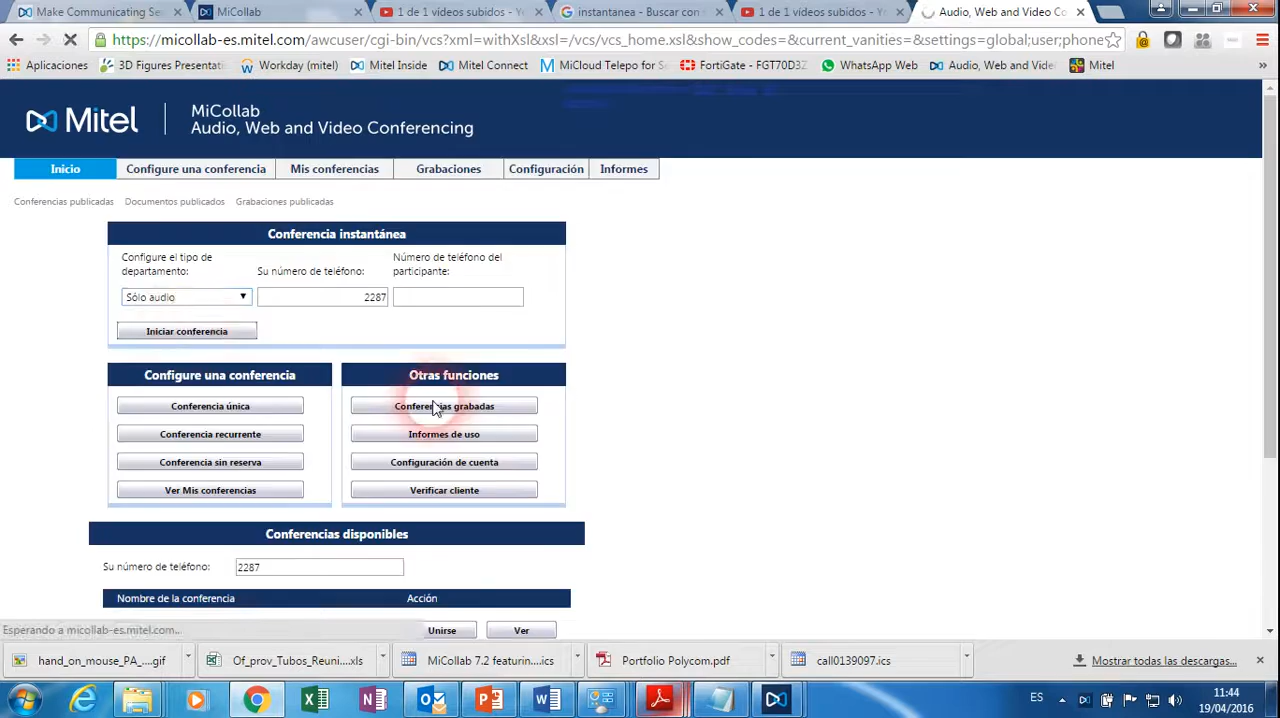 Make Communicating Se
MiCollab
1 de 1 vídeos subidos - Yo
instantanea - Buscar con
1 de 1 vídeos subidos - Yo
Audio, Web and Video Co
https://micollab-es.mitel.com/awcuser/cgi-bin/vcs?xml=withXsl&xsl=/vcs/vcs_home.xsl&show_codes=&current_vanities=&settings=global;user;phone
Aplicaciones
3D Figures Presentati
Workday (mitel)
Mitel Inside
Mitel Connect
MiCloud Telepo for Se
FortiGate - FGT70D3Z
WhatsApp Web
Audio, Web and Vide
Mitel
»
Mitel
MiCollab
Audio, Web and Video Conferencing
Inicio
Configure una conferencia
Mis conferencias
Grabaciones
Configuración
Informes
Conferencias publicadas
Documentos publicados
Grabaciones publicadas
Conferencia instantánea
Configure el tipo de
departamento:
Su número de teléfono:
Número de teléfono del
participante:
Sólo audio
2287
Iniciar conferencia
Configure una conferencia
Otras funciones
Conferencia única
Conferencias grabadas
Conferencia recurrente
Informes de uso
Conferencia sin reserva
Configuración de cuenta
Ver Mis conferencias
Verificar cliente
Conferencias disponibles
Su número de teléfono:
2287
Nombre de la conferencia
Acción
Esperando a micollab-es.mitel.com...
Unirse
Ver
hand_on_mouse_PA_....gif
Of_prov_Tubos_Reuni....xls
MiCollab 7.2 featurin....ics
Portfolio Polycom.pdf
call0139097.ics
Mostrar todas las descargas...
ES
11:44
19/04/2016